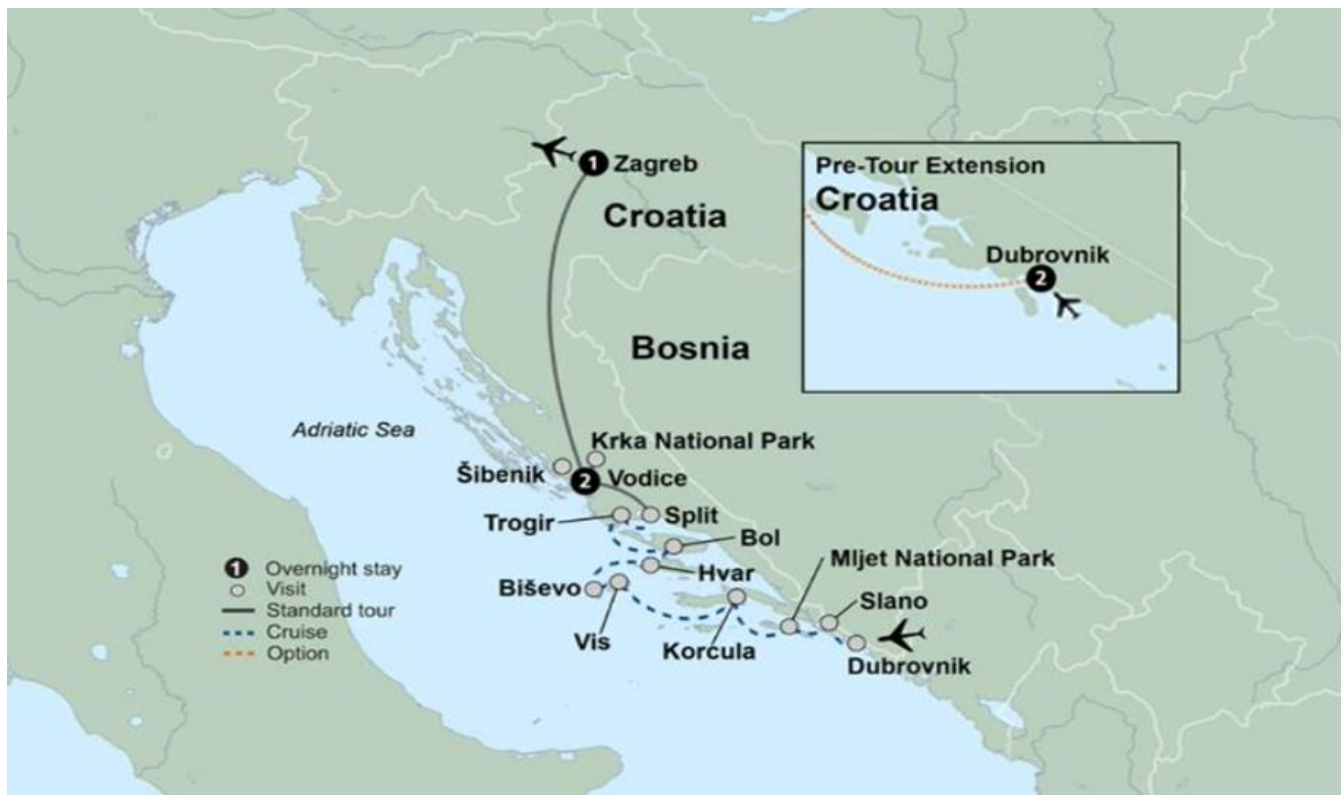 1 Zagreb
Croatia
Pre-Tour Extension
Croatia
Dubrovnik
2
Bosnia
Adriatic Sea
Krka National Park
Šibenik
2 Vodice
Trogir
Split
Bol
Mljet National Park
Hvar
Biševo
Slano
Vis
Korcula
Dubrovnik
1 Overnight stay
Visit
Standard tour
Cruise
Option